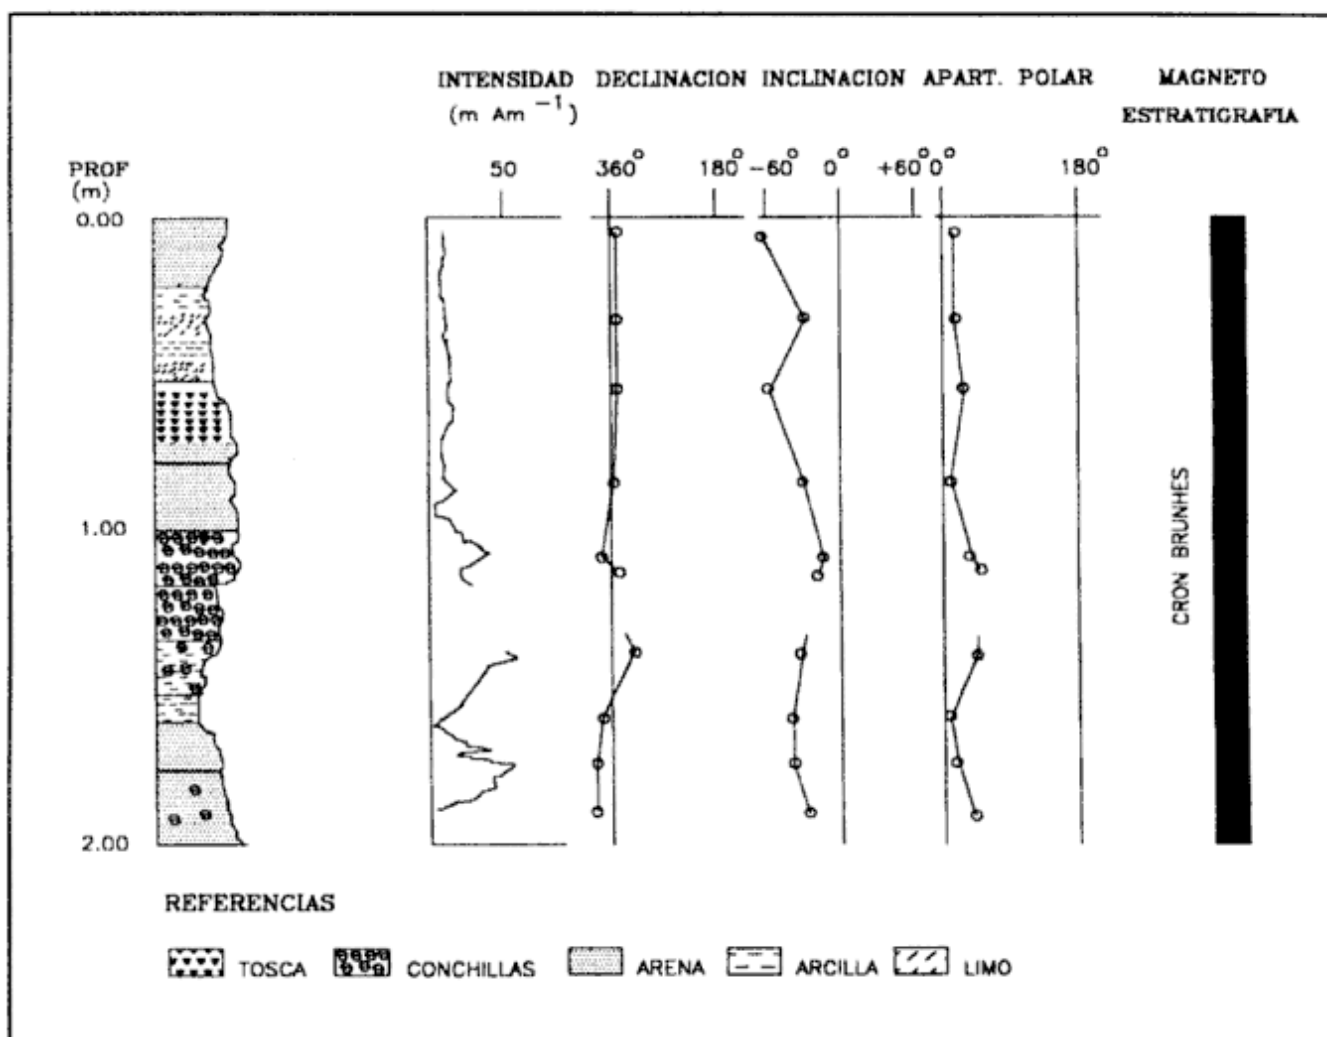 INTENSIDAD DECLINACION INCLINACION APART. POLAR MAGNETO
(m Am⁻¹) ESTRATIGRAFIA
PROF 50 360° 180° -60° 0° +60° 0° 180°
(m)
0.00
1.00
CRON BRUNHES
2.00
REFERENCIAS
TOSCA CONCHILLAS ARENA ARCILLA LIMO